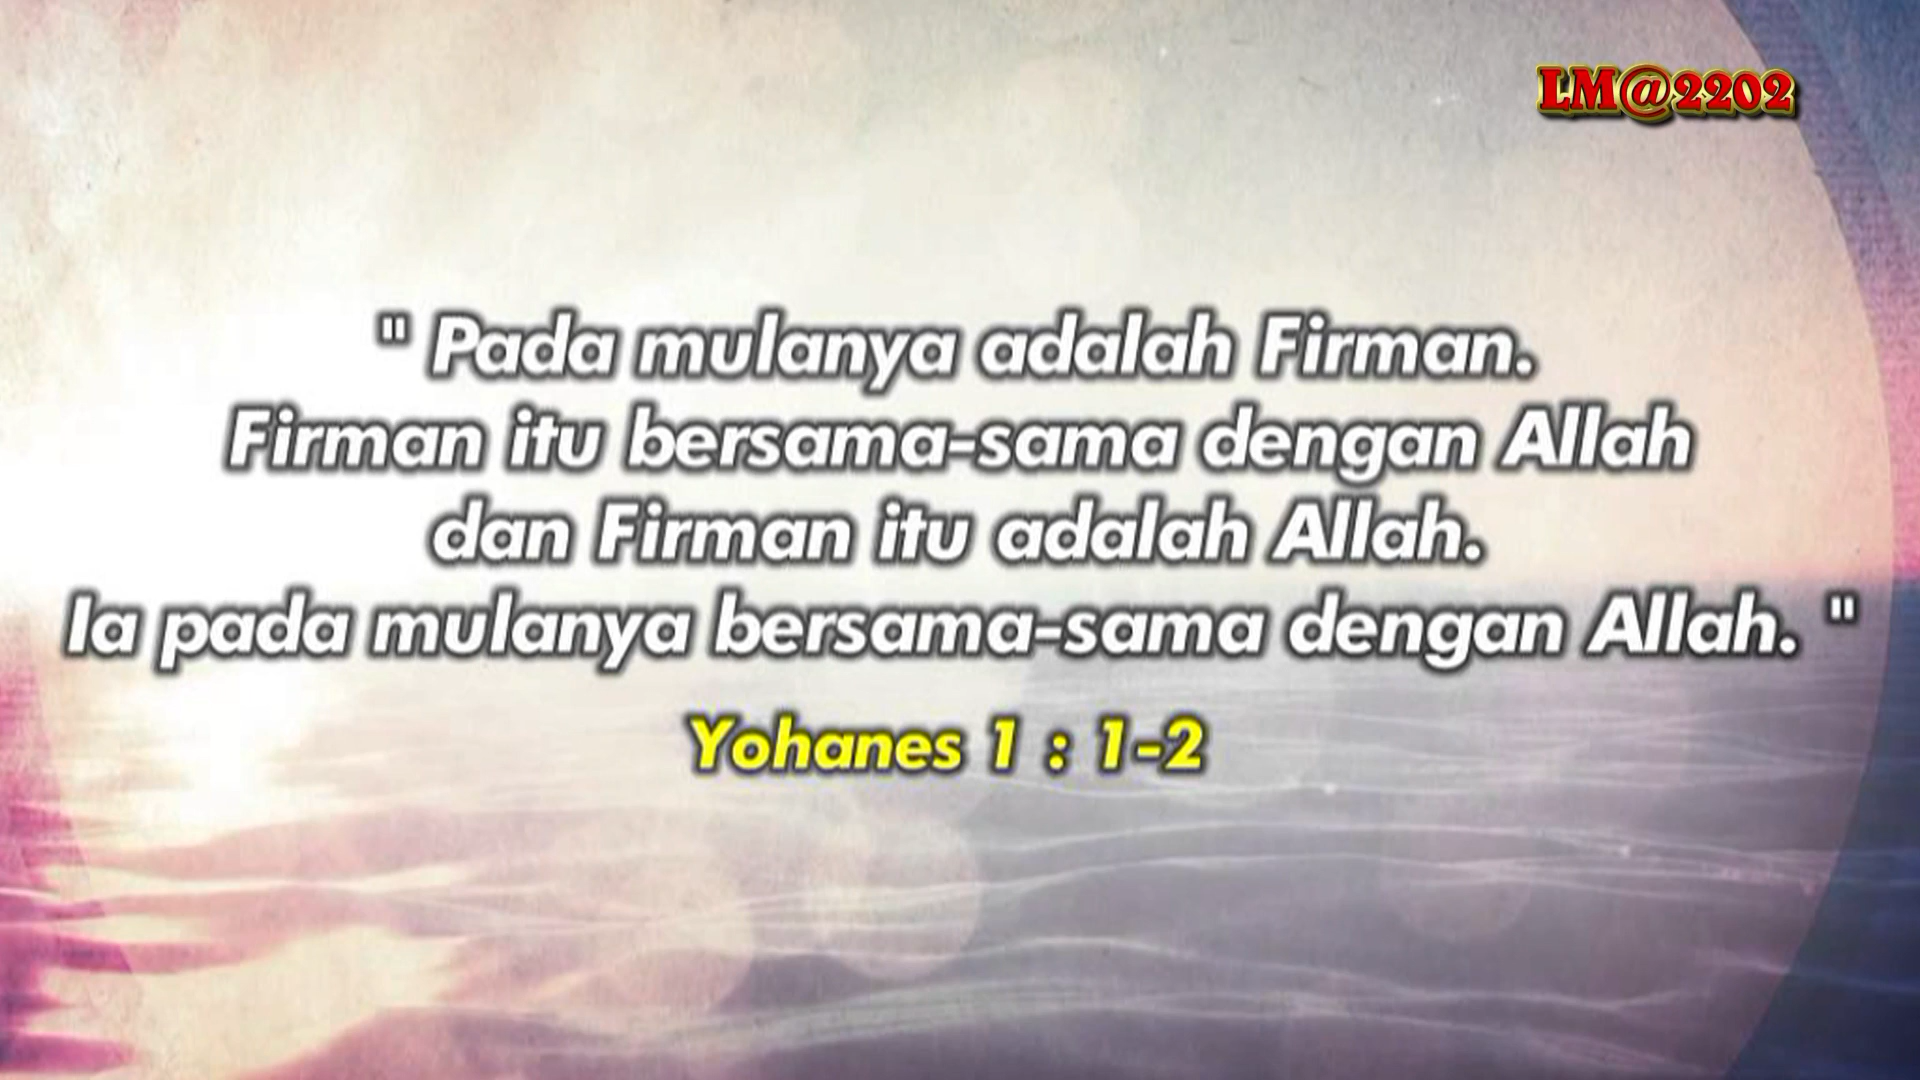 LM@2202
" Pada mulanya adalah Firman.
Firman itu bersama-sama dengan Allah
dan Firman itu adalah Allah.
Ia pada mulanya bersama-sama dengan Allah. "
Yohanes 1 : 1-2